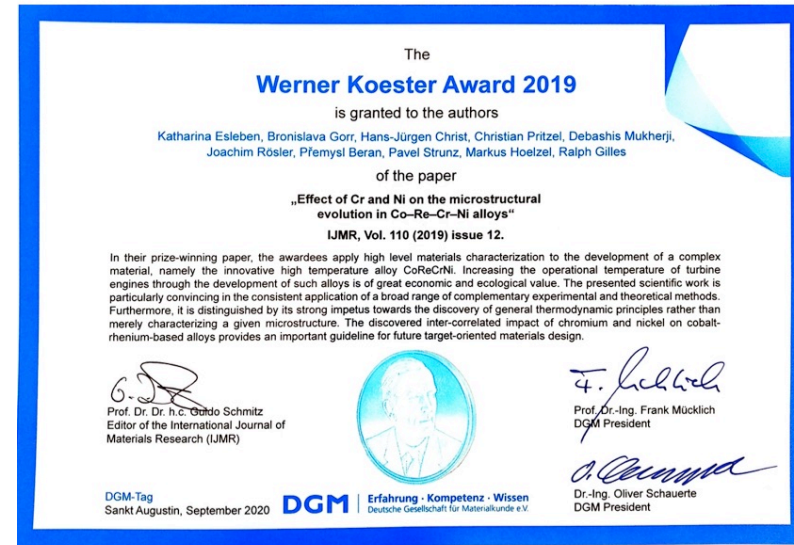 The
Werner Koester Award 2019
is granted to the authors
Katharina Esleben, Bronislava Gorr, Hans-Jürgen Christ, Christian Pritzel, Debashis Mukherji,
Joachim Rösler, Přemysl Beran, Pavel Strunz, Markus Hoelzel, Ralph Gilles
of the paper
„Effect of Cr and Ni on the microstructural
evolution in Co–Re–Cr–Ni alloys“
IJMR, Vol. 110 (2019) issue 12.
In their prize-winning paper, the awardees apply high level materials characterization to the development of a complex
material, namely the innovative high temperature alloy CoReCrNi. Increasing the operational temperature of turbine
engines through the development of such alloys is of great economic and ecological value. The presented scientific work is
particularly convincing in the consistent application of a broad range of complementary experimental and theoretical methods.
Furthermore, it is distinguished by its strong impetus towards the discovery of general thermodynamic principles rather than
merely characterizing a given microstructure. The discovered inter-correlated impact of chromium and nickel on cobalt-
rhenium-based alloys provides an important guideline for future target-oriented materials design.
Prof. Dr. Dr. h.c. Guido Schmitz
Editor of the International Journal of
Materials Research (IJMR)
Prof. Dr.-Ing. Frank Mücklich
DGM President
Dr.-Ing. Oliver Schauerte
DGM President
DGM-Tag
Sankt Augustin, September 2020
DGM
Erfahrung · Kompetenz · Wissen
Deutsche Gesellschaft für Materialkunde e.V.